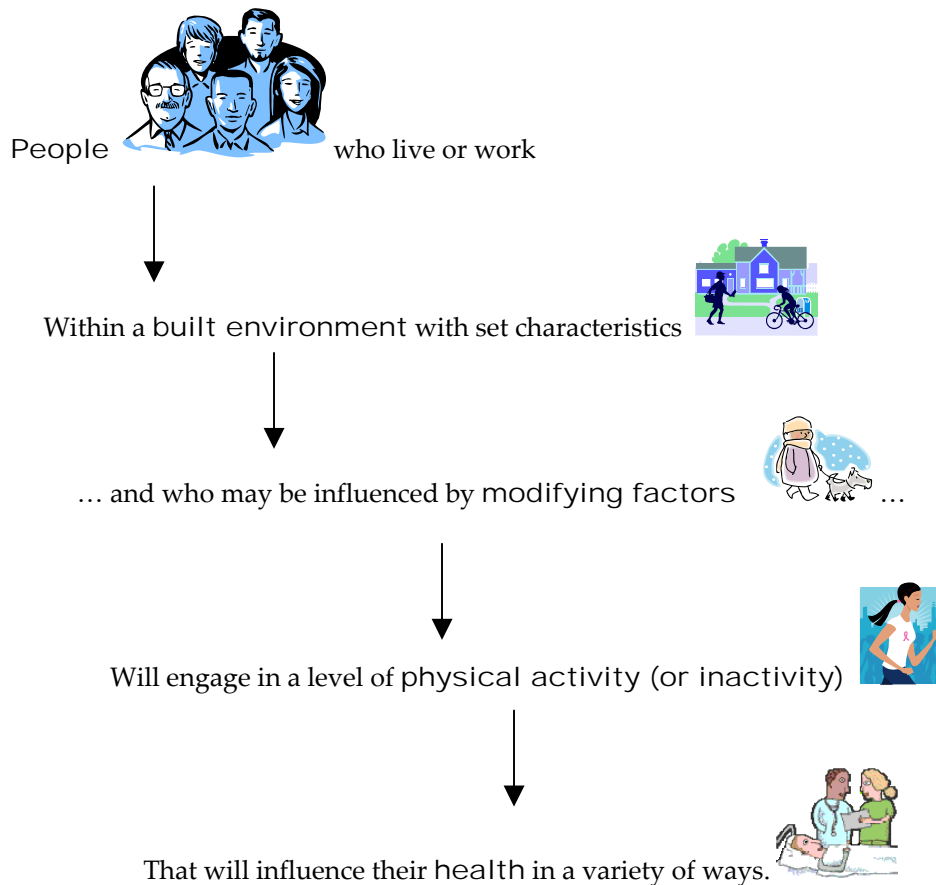 People who live or work
Within a built environment with set characteristics
… and who may be influenced by modifying factors …
Will engage in a level of physical activity (or inactivity)
That will influence their health in a variety of ways.